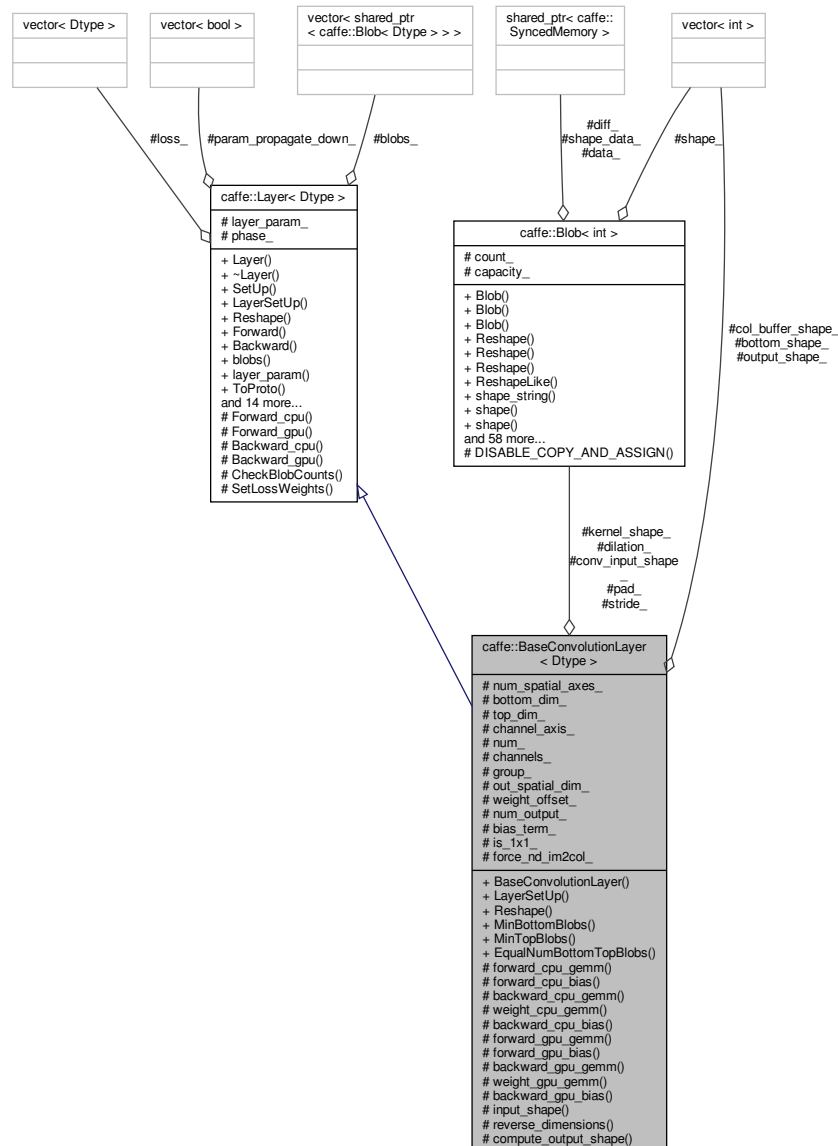 vector< Dtype >
vector< bool >
vector< shared_ptr
< caffe::Blob< Dtype > > >
shared_ptr< caffe::
SyncedMemory >
vector< int >
#loss_
#param_propagate_down_
#blobs_
#diff_
#shape_data_
#data_
#shape_
caffe::Layer< Dtype >
# layer_param_
# phase_
+ Layer()
+ ~Layer()
+ SetUp()
+ LayerSetUp()
+ Reshape()
+ Forward()
+ Backward()
+ blobs()
+ layer_param()
+ ToProto()
and 14 more...
# Forward_cpu()
# Forward_gpu()
# Backward_cpu()
# Backward_gpu()
# CheckBlobCounts()
# SetLossWeights()
caffe::Blob< int >
# count_
# capacity_
+ Blob()
+ Blob()
+ Blob()
+ Reshape()
+ Reshape()
+ Reshape()
+ ReshapeLike()
+ shape_string()
+ shape()
+ shape()
and 58 more...
# DISABLE_COPY_AND_ASSIGN()
#col_buffer_shape_
#bottom_shape_
#output_shape_
#kernel_shape_
#dilation_
#conv_input_shape
_
#pad_
#stride_
caffe::BaseConvolutionLayer
< Dtype >
# num_spatial_axes_
# bottom_dim_
# top_dim_
# channel_axis_
# num_
# channels_
# group_
# out_spatial_dim_
# weight_offset_
# num_output_
# bias_term_
# is_1x1_
# force_nd_im2col_
+ BaseConvolutionLayer()
+ LayerSetUp()
+ Reshape()
+ MinBottomBlobs()
+ MinTopBlobs()
+ EqualNumBottomTopBlobs()
# forward_cpu_gemm()
# forward_cpu_bias()
# backward_cpu_gemm()
# weight_cpu_gemm()
# backward_cpu_bias()
# forward_gpu_gemm()
# forward_gpu_bias()
# backward_gpu_gemm()
# weight_gpu_gemm()
# backward_gpu_bias()
# input_shape()
# reverse_dimensions()
# compute_output_shape()